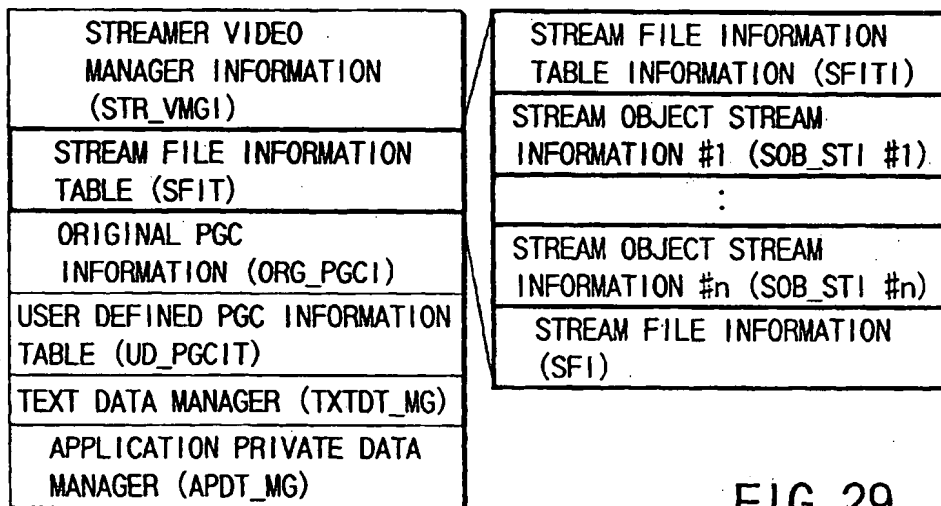 STREAMER VIDEO
MANAGER INFORMATION
(STR_VMGI)
STREAM FILE INFORMATION
TABLE (SFIT)
ORIGINAL PGC
INFORMATION (ORG_PGCI)
USER DEFINED PGC INFORMATION
TABLE (UD_PGCIT)
TEXT DATA MANAGER (TXTDT_MG)
APPLICATION PRIVATE DATA
MANAGER (APDT_MG)
STREAM FILE INFORMATION
TABLE INFORMATION (SFITI)
STREAM OBJECT STREAM
INFORMATION #1 (SOB_STI #1)
:
STREAM OBJECT STREAM
INFORMATION #n (SOB_STI #n)
STREAM FILE INFORMATION
(SFI)
FIG. 29